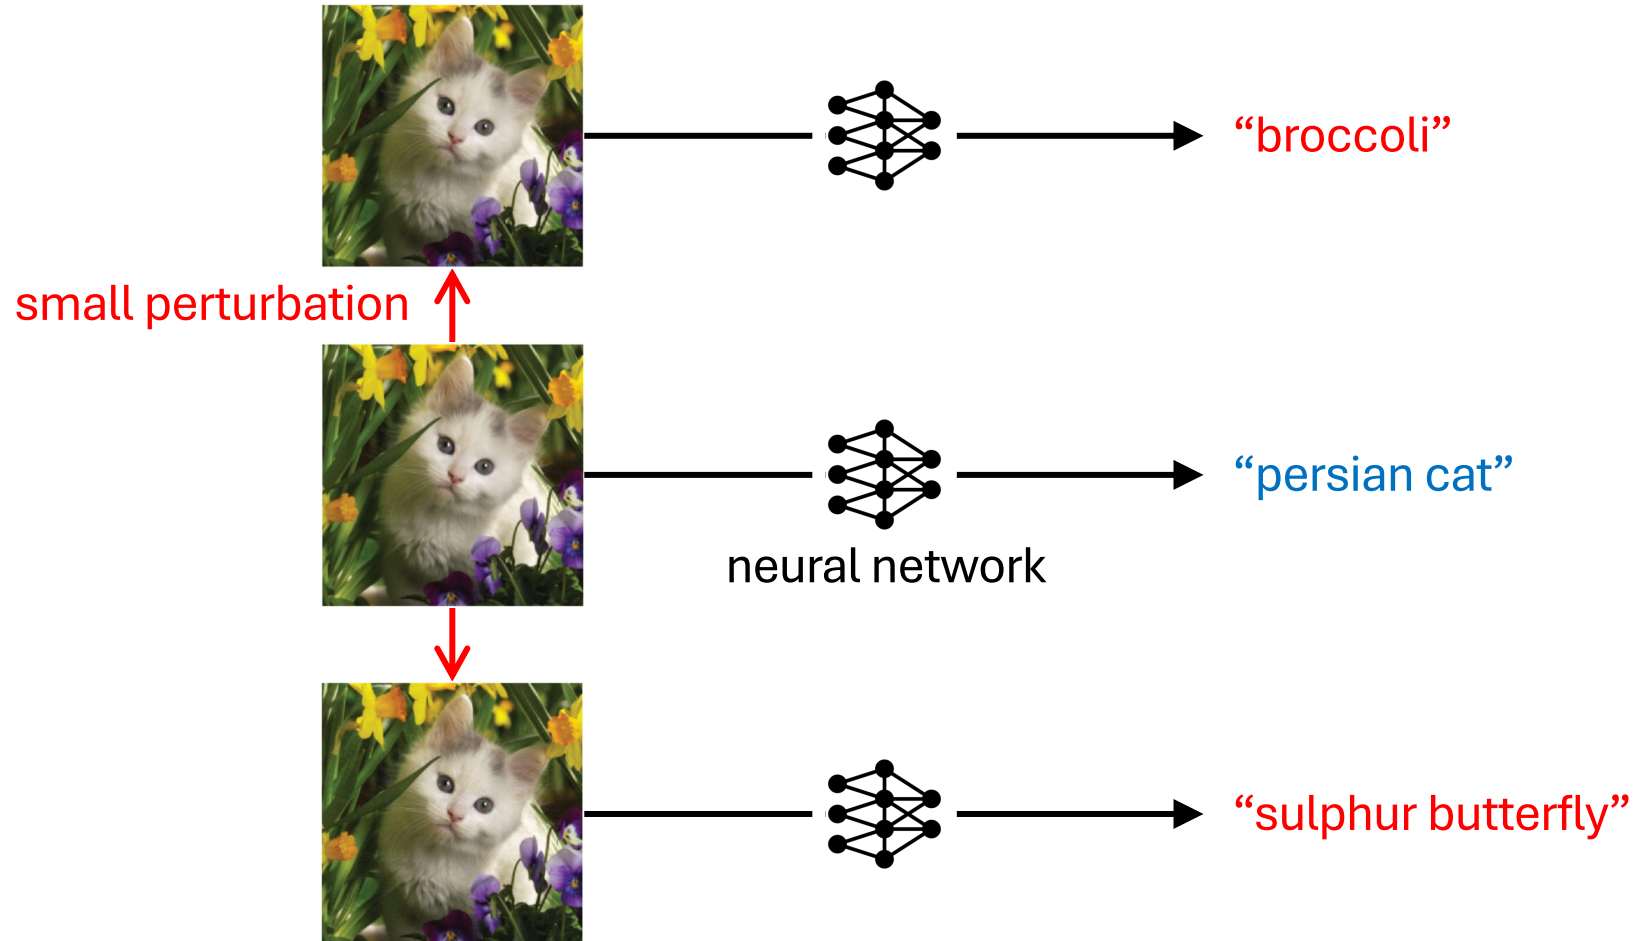 “broccoli”
small perturbation
“persian cat”
neural network
“sulphur butterfly”